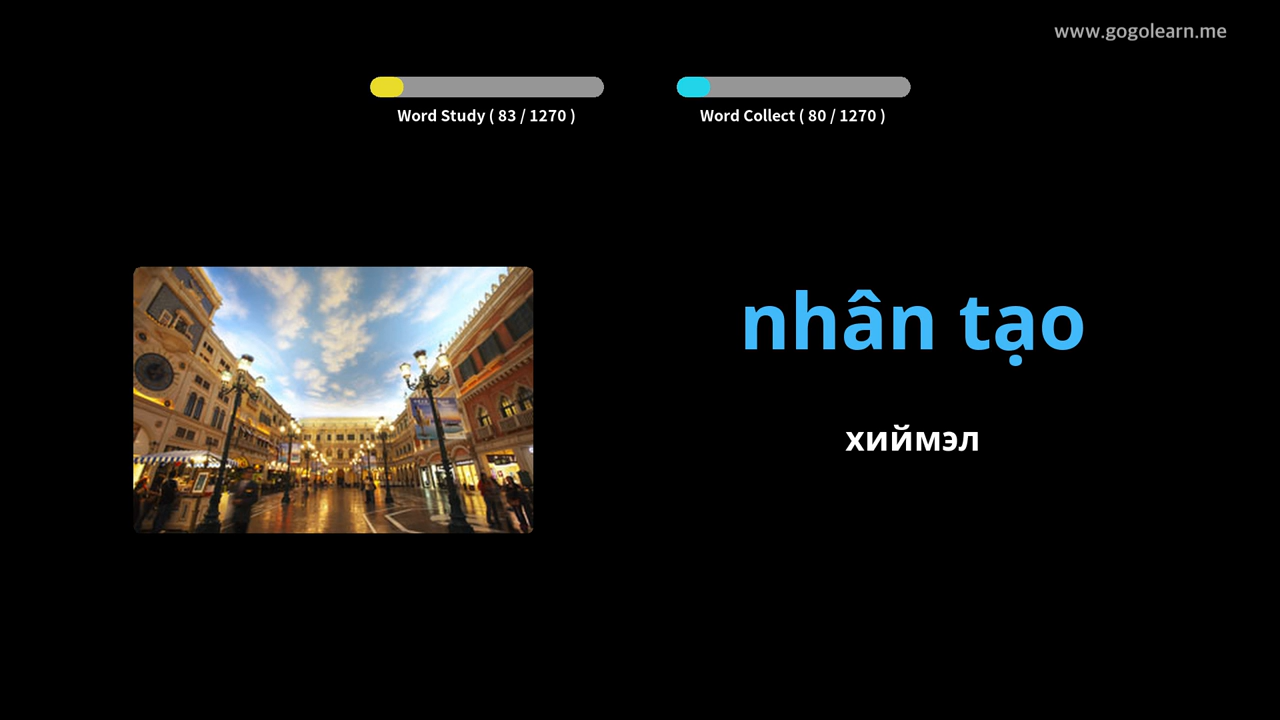 www.gogolearn.me
Word Study ( 83 / 1270 )
Word Collect ( 80 / 1270 )
nhân tạo
хиймэл